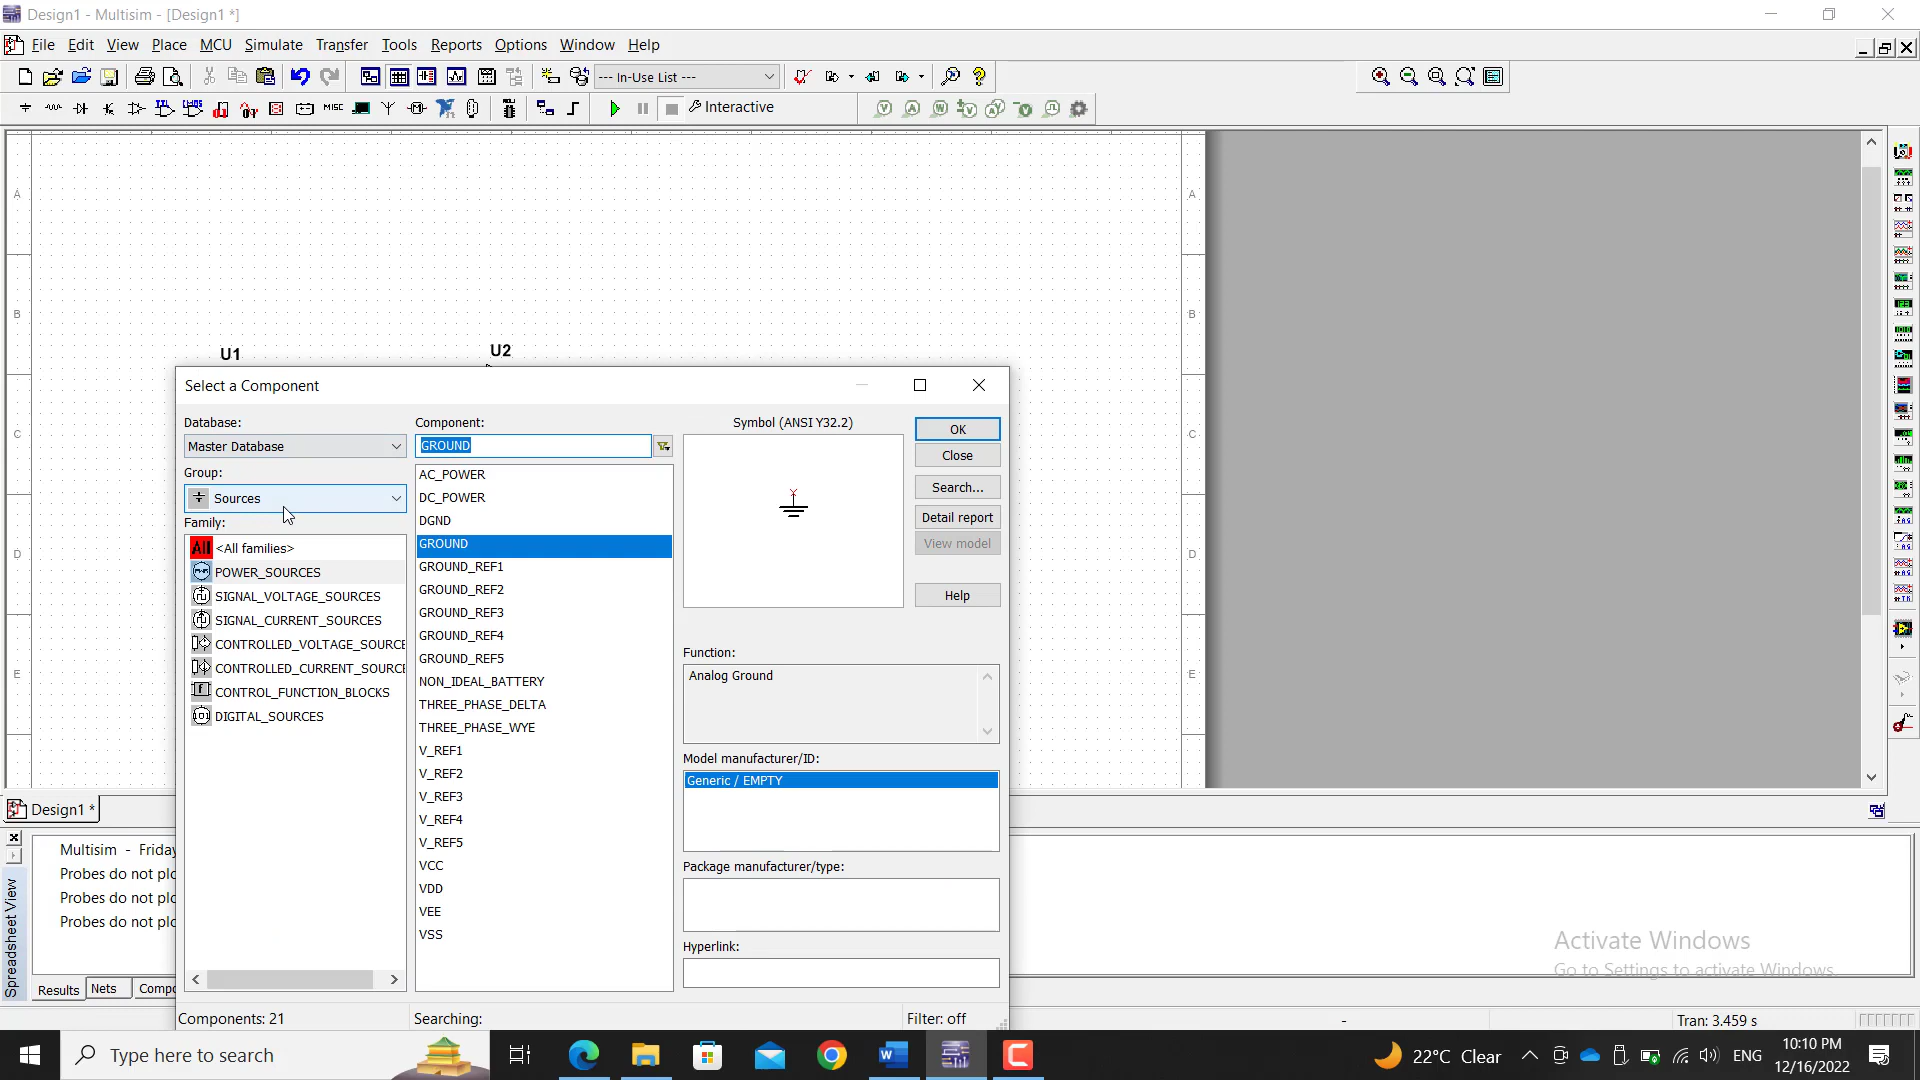 Design1 - Multisim - [Design1 *]
File Edit View Place MCU Simulate Transfer Tools Reports Options Window Help
--- In-Use List ---
MISC
Interactive
A
A
B
B
U1
U2
Select a Component
Database:
Component:
Symbol (ANSI Y32.2)
Master Database
GROUND
OK
Close
Group:
Sources
Search...
Family:
Detail report
View model
Help
All <All families>
POWER_SOURCES
SIGNAL_VOLTAGE_SOURCES
SIGNAL_CURRENT_SOURCES
CONTROLLED_VOLTAGE_SOURCE
CONTROLLED_CURRENT_SOURCE
CONTROL_FUNCTION_BLOCKS
DIGITAL_SOURCES
AC_POWER
DC_POWER
DGND
GROUND
GROUND_REF1
GROUND_REF2
GROUND_REF3
GROUND_REF4
GROUND_REF5
NON_IDEAL_BATTERY
THREE_PHASE_DELTA
THREE_PHASE_WYE
V_REF1
V_REF2
V_REF3
V_REF4
V_REF5
VCC
VDD
VEE
VSS
Function:
Analog Ground
Model manufacturer/ID:
Generic / EMPTY
Package manufacturer/type:
Hyperlink:
Components: 21
Searching:
Filter: off
C
C
D
D
E
E
Design1 *
Spreadsheet View
Multisim - Friday
Probes do not plo
Probes do not plo
Probes do not plo
Results Nets Compo
Activate Windows
Go to Settings to activate Windows.
-
Tran: 3.459 s
Type here to search
22°C Clear
ENG
10:10 PM
12/16/2022